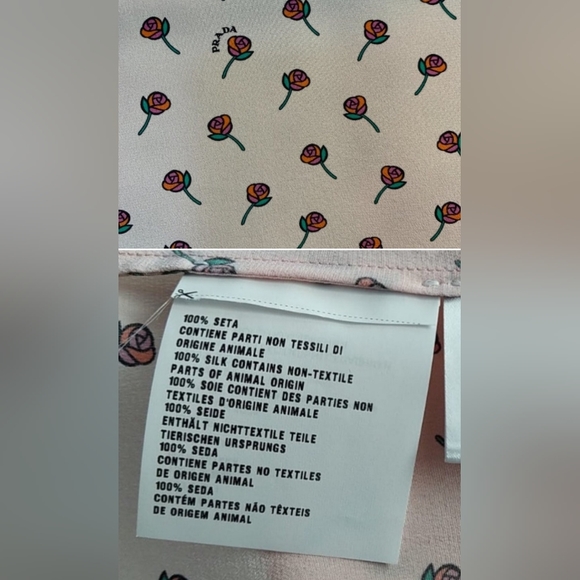 PRADA
100% SETA
CONTIENE PARTI NON TESSILI DI
ORIGINE ANIMALE
100% SILK CONTAINS NON-TEXTILE
PARTS OF ANIMAL ORIGIN
100% SOIE CONTIENT DES PARTIES NON
TEXTILES D'ORIGINE ANIMALE
100% SEIDE
ENTHÄLT NICHTTEXTILE TEILE
TIERISCHEN URSPRUNGS
100% SEDA
CONTIENE PARTES NO TEXTILES
DE ORIGEN ANIMAL
100% SEDA
CONTÉM PARTES NÃO TÊXTEIS
DE ORIGEM ANIMAL